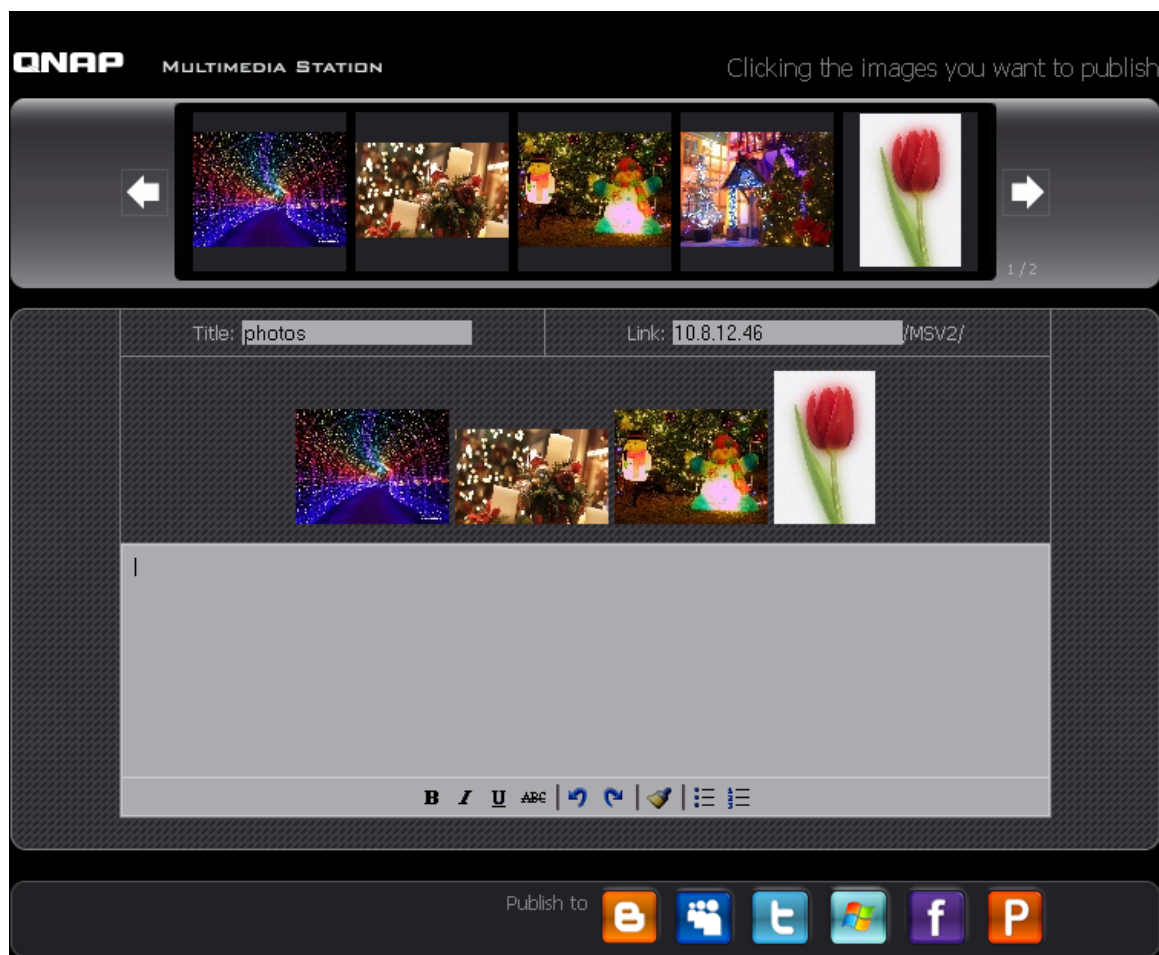 QNAP MULTIMEDIA STATION
Clicking the images you want to publish
1 / 2
Title: photos
Link: 10.8.12.46 /MSV2/
B I U ABC
Publish to